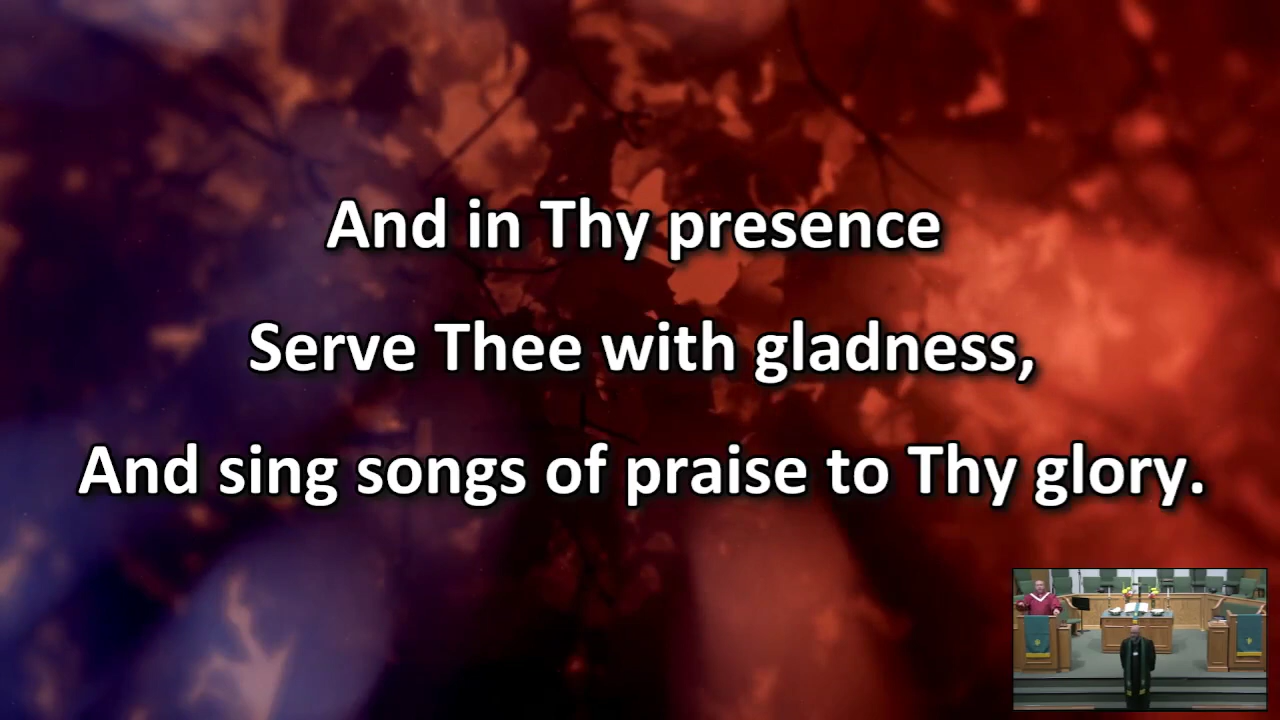 And in Thy presence
Serve Thee with gladness,
And sing songs of praise to Thy glory.